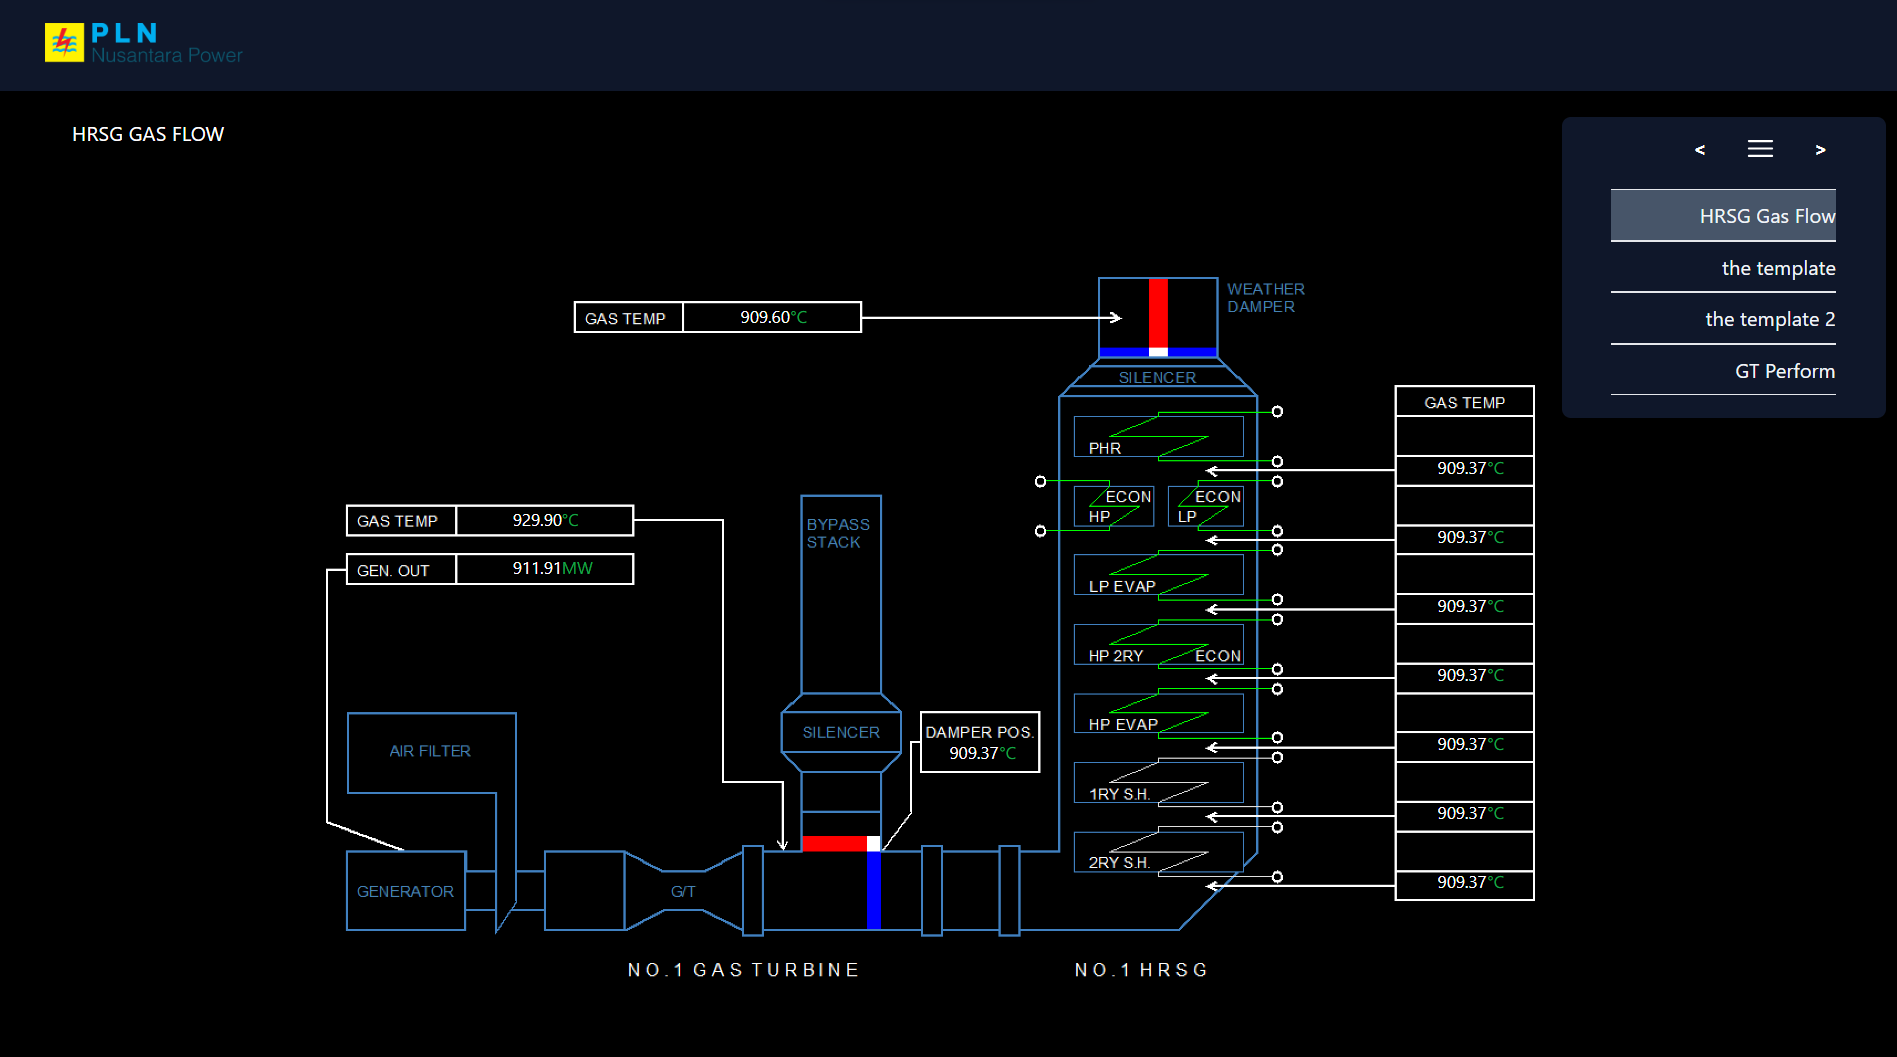 PLN
Nusantara Power
HRSG GAS FLOW
< >
HRSG Gas Flow
the template
the template 2
GT Perform
WEATHER
DAMPER
GAS TEMP 909.60°C
SILENCER
GAS TEMP
PHR
909.37°C
ECON
HP
ECON
LP
909.37°C
GAS TEMP 929.90°C
BYPASS
STACK
GEN. OUT 911.91MW
LP EVAP
909.37°C
HP 2RY ECON
909.37°C
HP EVAP
909.37°C
SILENCER
DAMPER POS.
909.37°C
AIR FILTER
1RY S.H.
909.37°C
2RY S.H.
909.37°C
GENERATOR
G/T
NO.1 GAS TURBINE
NO.1 HRSG